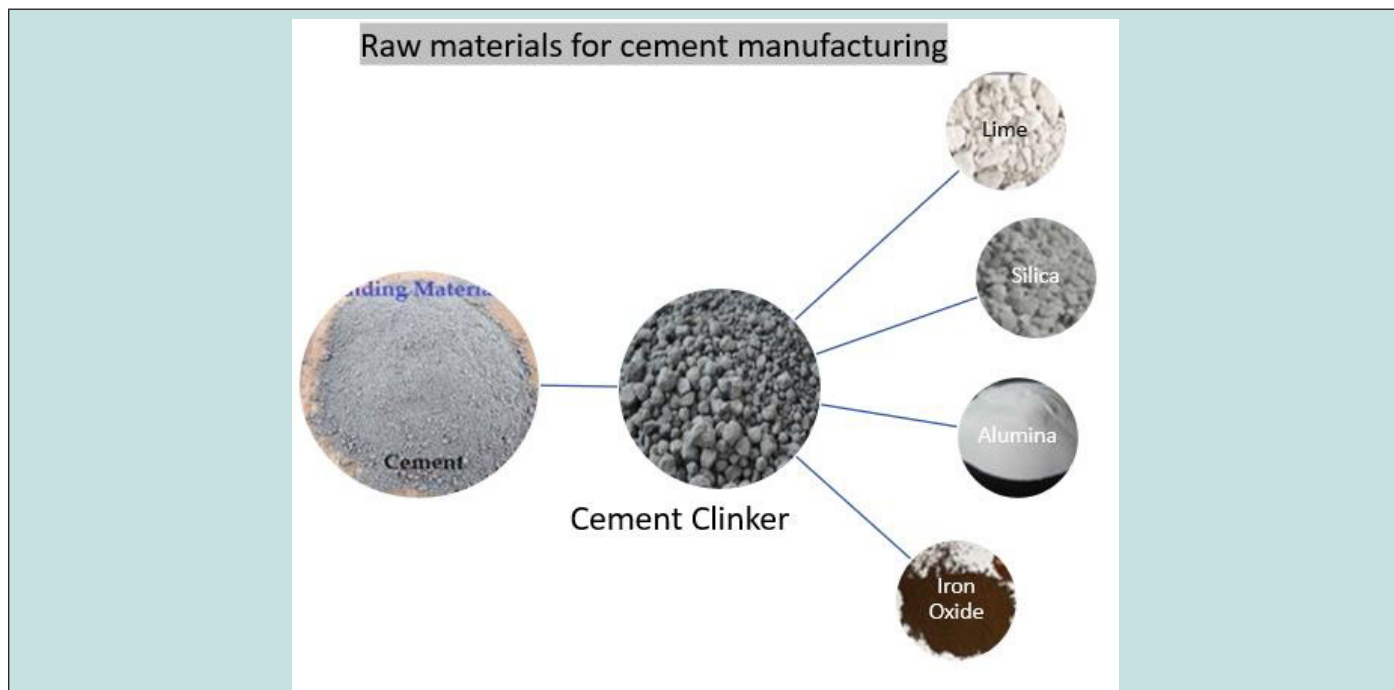 Raw materials for cement manufacturing
Lime
Silica
Alumina
Iron
Oxide
Cement
Cement Clinker